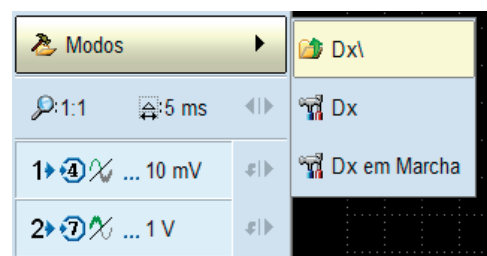 Modos
Dx\
:1:1 :5 ms
Dx
1 4 ... 10 mV
Dx em Marcha
2 7 ... 1 V